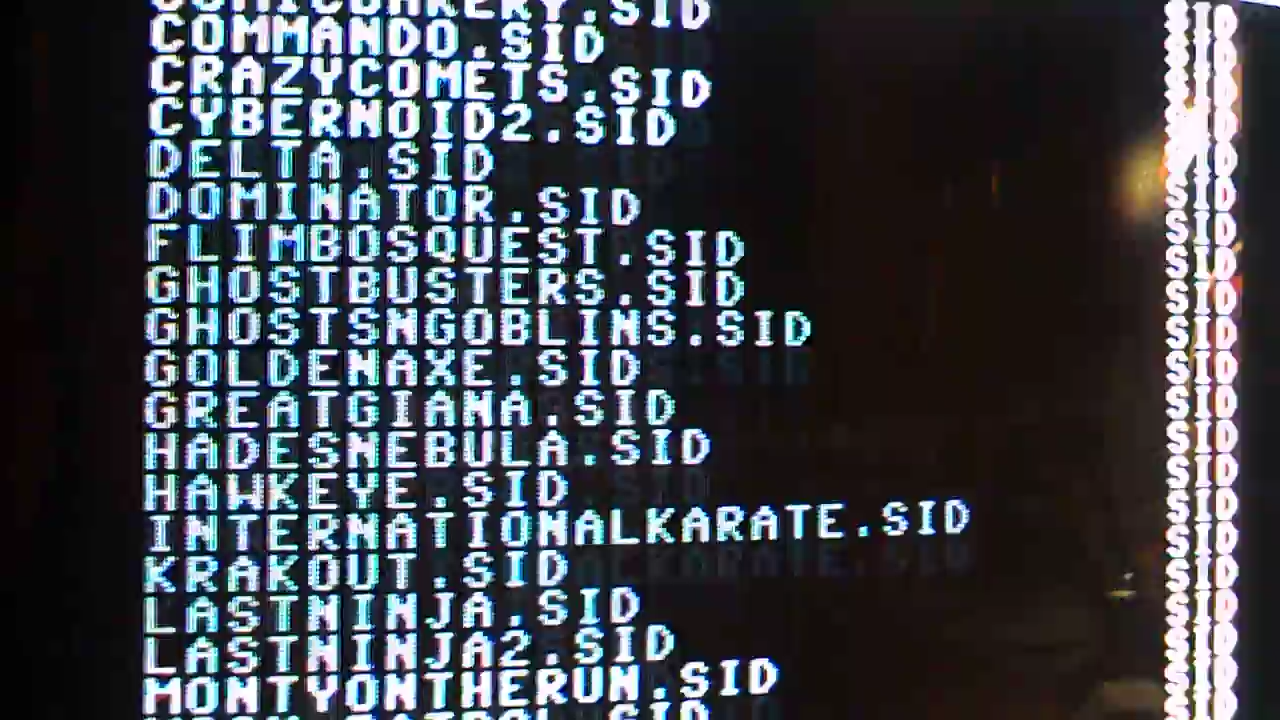 COMMANDO.SID
CRAZYCOMETS.SID
CYBERNOID2.SID
DELTA.SID
DOMINATOR.SID
FLIMBOSQUEST.SID
GHOSTBUSTERS.SID
GHOSTSNGOBLINS.SID
GOLDENAXE.SID
GREATGIANA.SID
HADESNEBULA.SID
HAWKEYE.SID
INTERNATIONALKARATE.SID
KRAKOUT.SID
LASTNINJA.SID
LASTNINJA2.SID
MONTYONTHERUN.SID